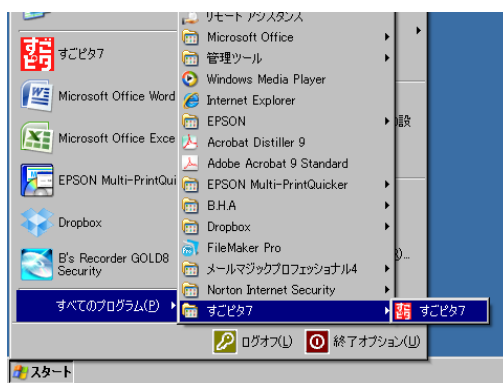 すごピタ7
Microsoft Office Word
Microsoft Office Exce
EPSON Multi-PrintQui
Dropbox
B's Recorder GOLD8
Security
すべてのプログラム(P)
リモート アシスタンス
Microsoft Office
管理ツール
Windows Media Player
Internet Explorer
EPSON
Acrobat Distiller 9
Adobe Acrobat 9 Standard
EPSON Multi-PrintQuicker
B.H.A
Dropbox
FileMaker Pro
メールマジックプロフェッショナル4
Norton Internet Security
すごピタ7
すごピタ7
ログオフ(L)
終了オプション(U)
スタート